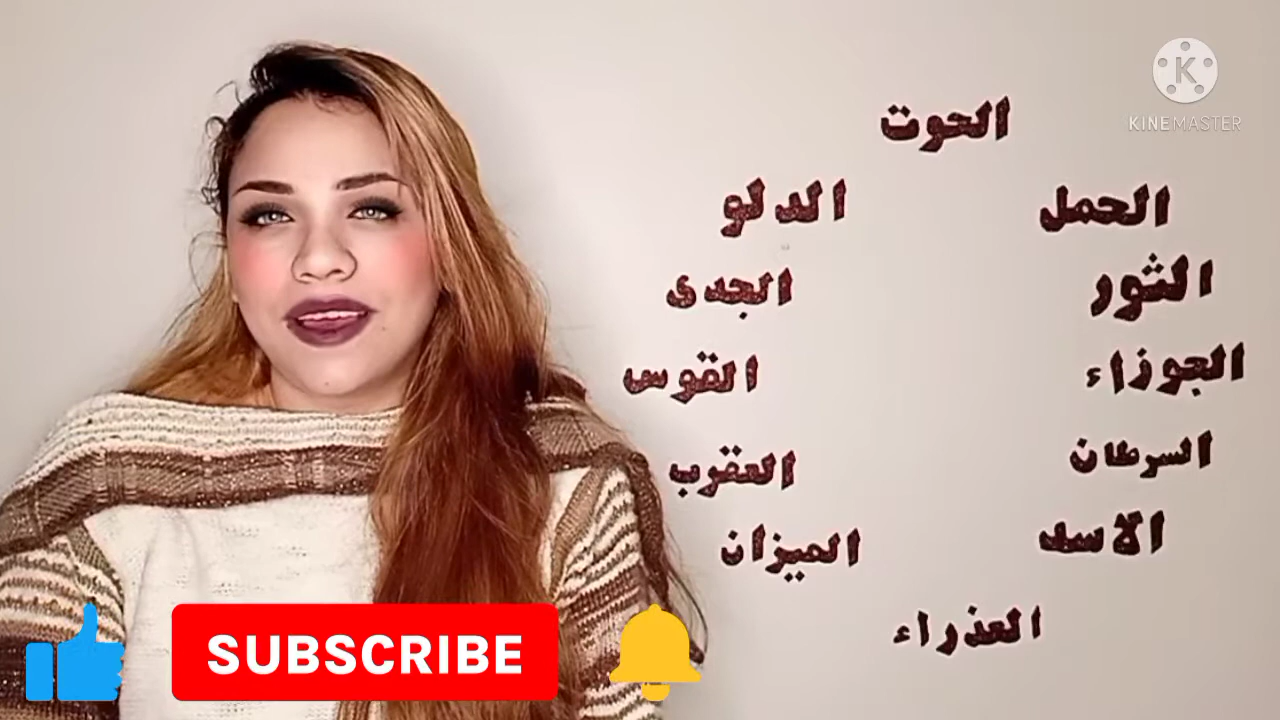 KINEMASTER
الحوت
الحمل
الدلو
الثور
الجدى
الجوزاء
القوس
السرطان
العقرب
الاسد
الميزان
العذراء
SUBSCRIBE